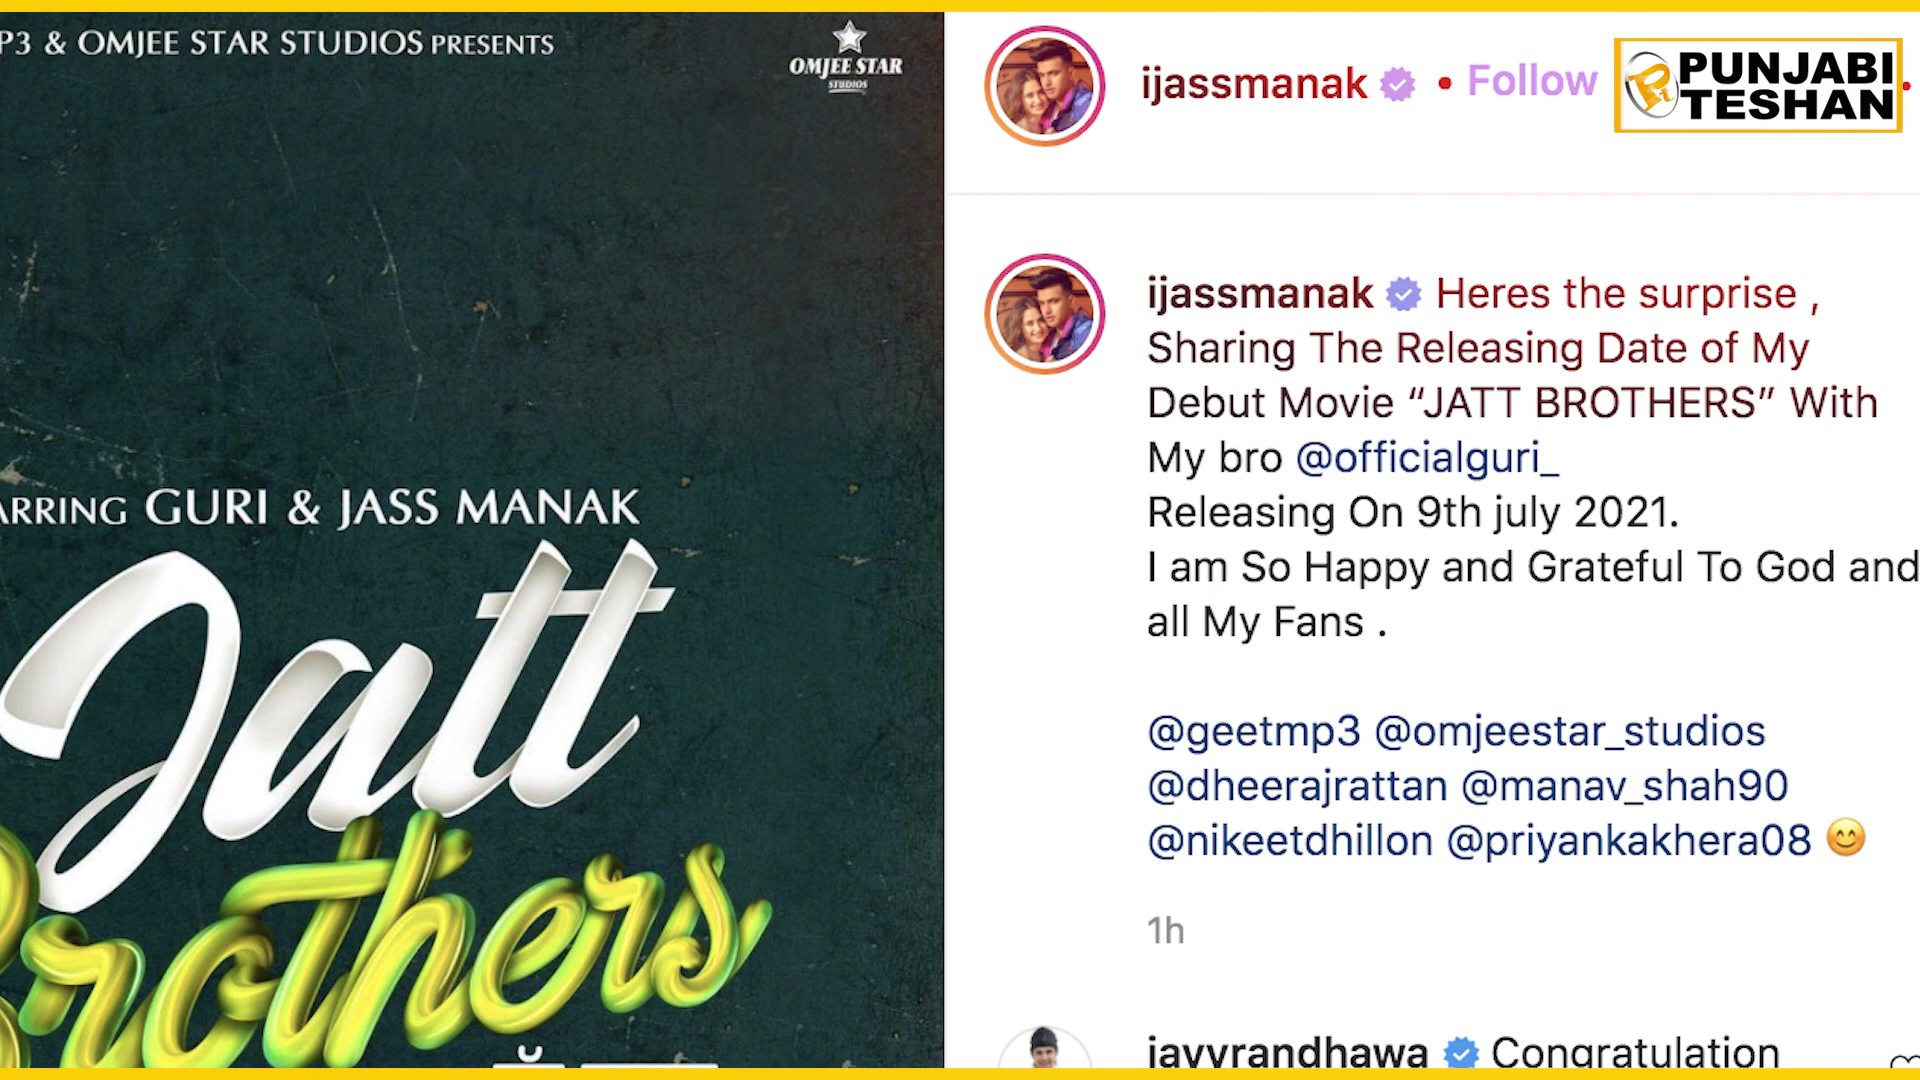 P3 & OMJEE STAR STUDIOS PRESENTS
OMJEE STAR
STUDIOS
ARRING GURI & JASS MANAK
Jatt
Brothers
ijassmanak • Follow
PUNJABI
TESHAN
ijassmanak Heres the surprise ,
Sharing The Releasing Date of My
Debut Movie “JATT BROTHERS” With
My bro @officialguri_
Releasing On 9th july 2021.
I am So Happy and Grateful To God and
all My Fans .
@geetmp3 @omjeestar_studios
@dheerajrattan @manav_shah90
@nikeetdhillon @priyankakhera08 😊
1h
jayyrandhawa Congratulation